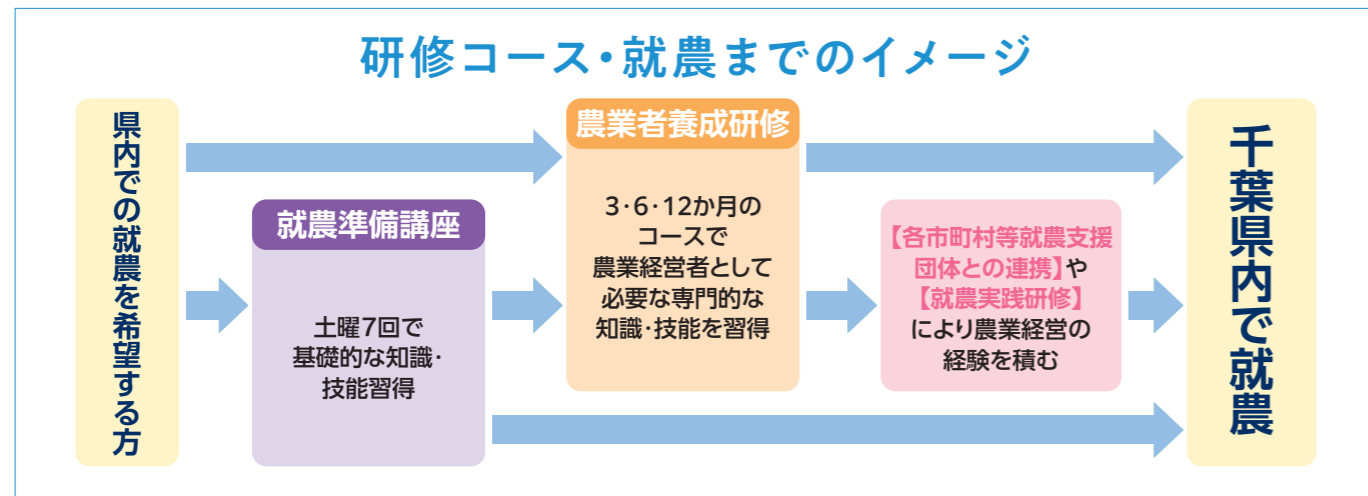 研修コース・就農までのイメージ
県内での就農を希望する方
就農準備講座
土曜7回で
基礎的な知識・
技能習得
農業者養成研修
3・6・12か月の
コースで
農業経営者として
必要な専門的な
知識・技能を習得
【各市町村等就農支援
団体との連携】や
【就農実践研修】
により農業経営の
経験を積む
千葉県内で就農